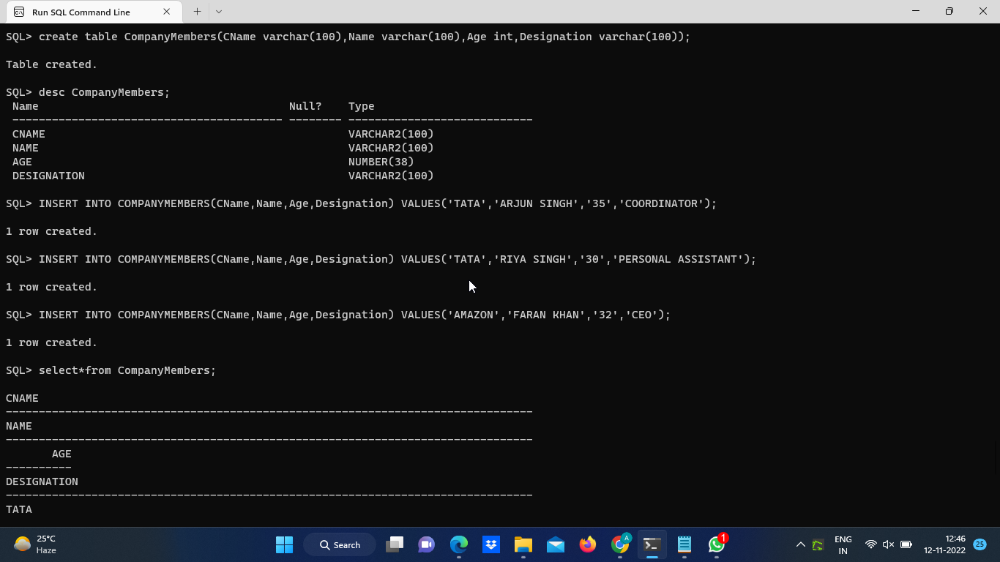 Run SQL Command Line
SQL> create table CompanyMembers(CName varchar(100),Name varchar(100),Age int,Designation varchar(100));
Table created.
SQL> desc CompanyMembers;
Name Null? Type
----------------------------------------- -------- ----------------------------
CNAME VARCHAR2(100)
NAME VARCHAR2(100)
AGE NUMBER(38)
DESIGNATION VARCHAR2(100)
SQL> INSERT INTO COMPANYMEMBERS(CName,Name,Age,Designation) VALUES('TATA','ARJUN SINGH','35','COORDINATOR');
1 row created.
SQL> INSERT INTO COMPANYMEMBERS(CName,Name,Age,Designation) VALUES('TATA','RIYA SINGH','30','PERSONAL ASSISTANT');
1 row created.
SQL> INSERT INTO COMPANYMEMBERS(CName,Name,Age,Designation) VALUES('AMAZON','FARAN KHAN','32','CEO');
1 row created.
SQL> select*from CompanyMembers;
CNAME
--------------------------------------------------------------------------------
NAME
--------------------------------------------------------------------------------
AGE
----------
DESIGNATION
--------------------------------------------------------------------------------
TATA
25°C
Haze
Search
A
1
ENG
IN
12:46
12-11-2022
25